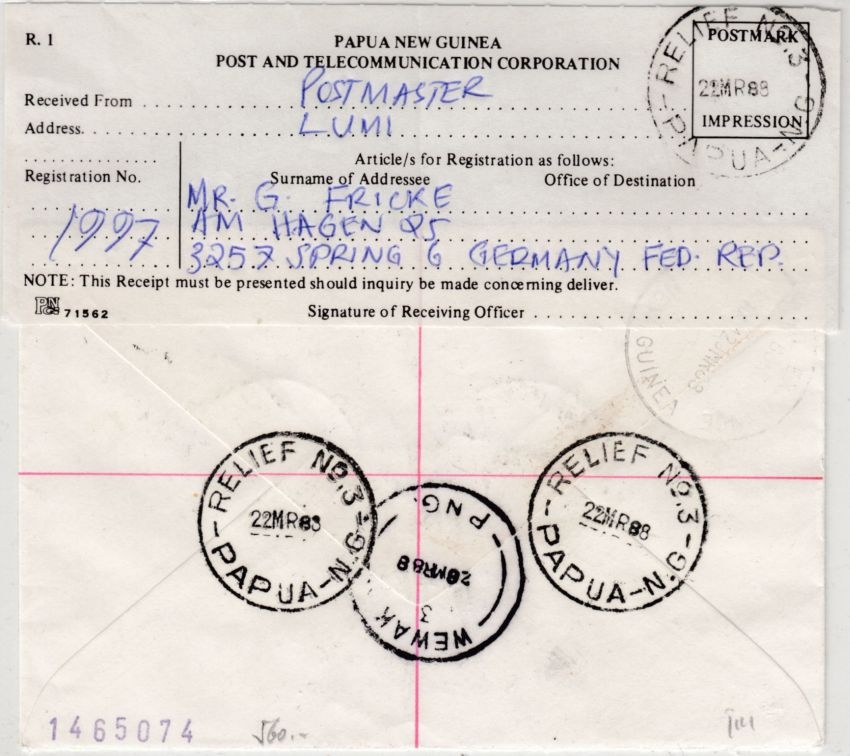 R. 1
PAPUA NEW GUINEA
POST AND TELECOMMUNICATION CORPORATION
RELIEF No.3
PAPUA-N.G
POSTMARK
22MR88
IMPRESSION
Received From POSTMASTER
Address. LUMI
Article/s for Registration as follows:
Registration No. Surname of Addressee Office of Destination
MR. G. FRICKE
1997 AM HAGEN 25
3257 SPRING 6 GERMANY FED. REP.
NOTE: This Receipt must be presented should inquiry be made concerning deliver.
71562 Signature of Receiving Officer
GUINEA
RELIEF No.3
22MR88
PAPUA-N.G
P.N.G.
28MR88
3
WEWAK
RELIEF No.3
22MR88
PAPUA-N.G
1465074 560.-